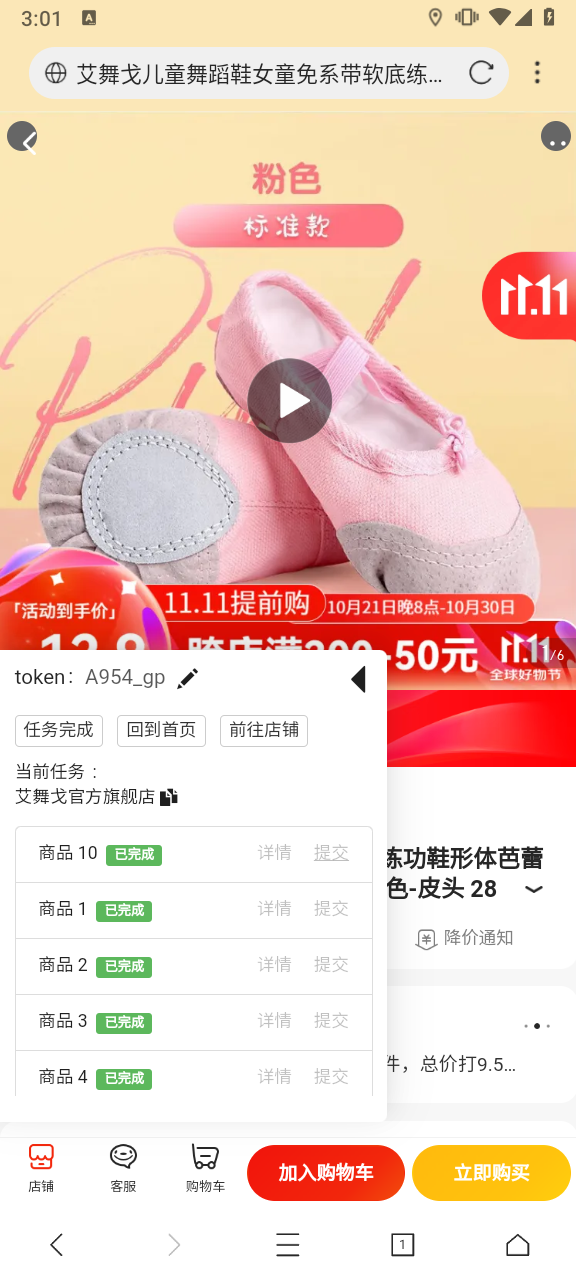 3:01
A
艾舞戈儿童舞蹈鞋女童免系带软底练...
粉色
标准款
11.11
「活动到手价」
11.11提前购
10月21日晚8点-10月30日
/6
全球好物节
token: A954_gp
任务完成
回到首页
前往店铺
当前任务 :
艾舞戈官方旗舰店
商品 10 已完成 详情 提交
商品 1 已完成 详情 提交
商品 2 已完成 详情 提交
商品 3 已完成 详情 提交
商品 4 已完成 详情 提交
练功鞋形体芭蕾
色-皮头 28
降价通知
件，总价打9.5...
店铺
客服
购物车
加入购物车
立即购买
1